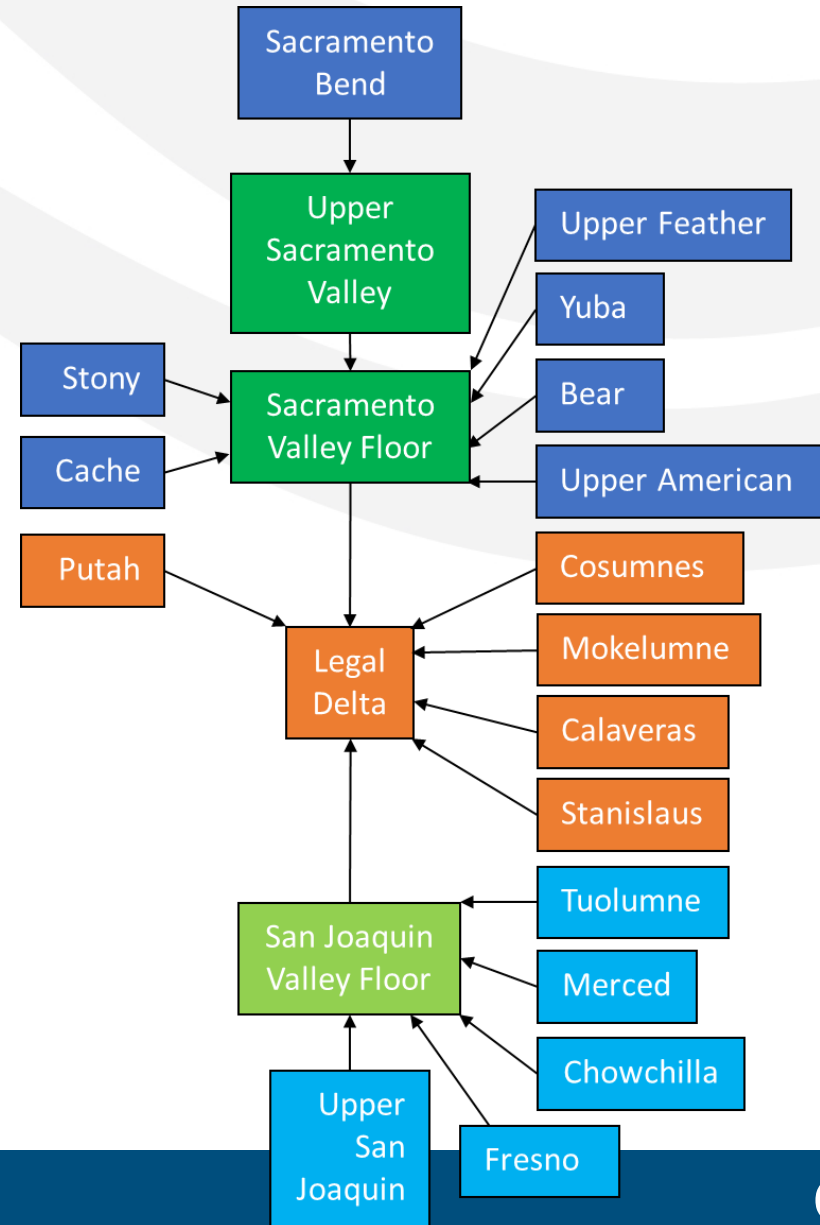 Sacramento
Bend
Upper
Sacramento
Valley
Upper Feather
Yuba
Stony
Bear
Sacramento
Valley Floor
Cache
Upper American
Putah
Cosumnes
Legal
Delta
Mokelumne
Calaveras
Stanislaus
Tuolumne
San Joaquin
Valley Floor
Merced
Chowchilla
Upper
San
Joaquin
Fresno